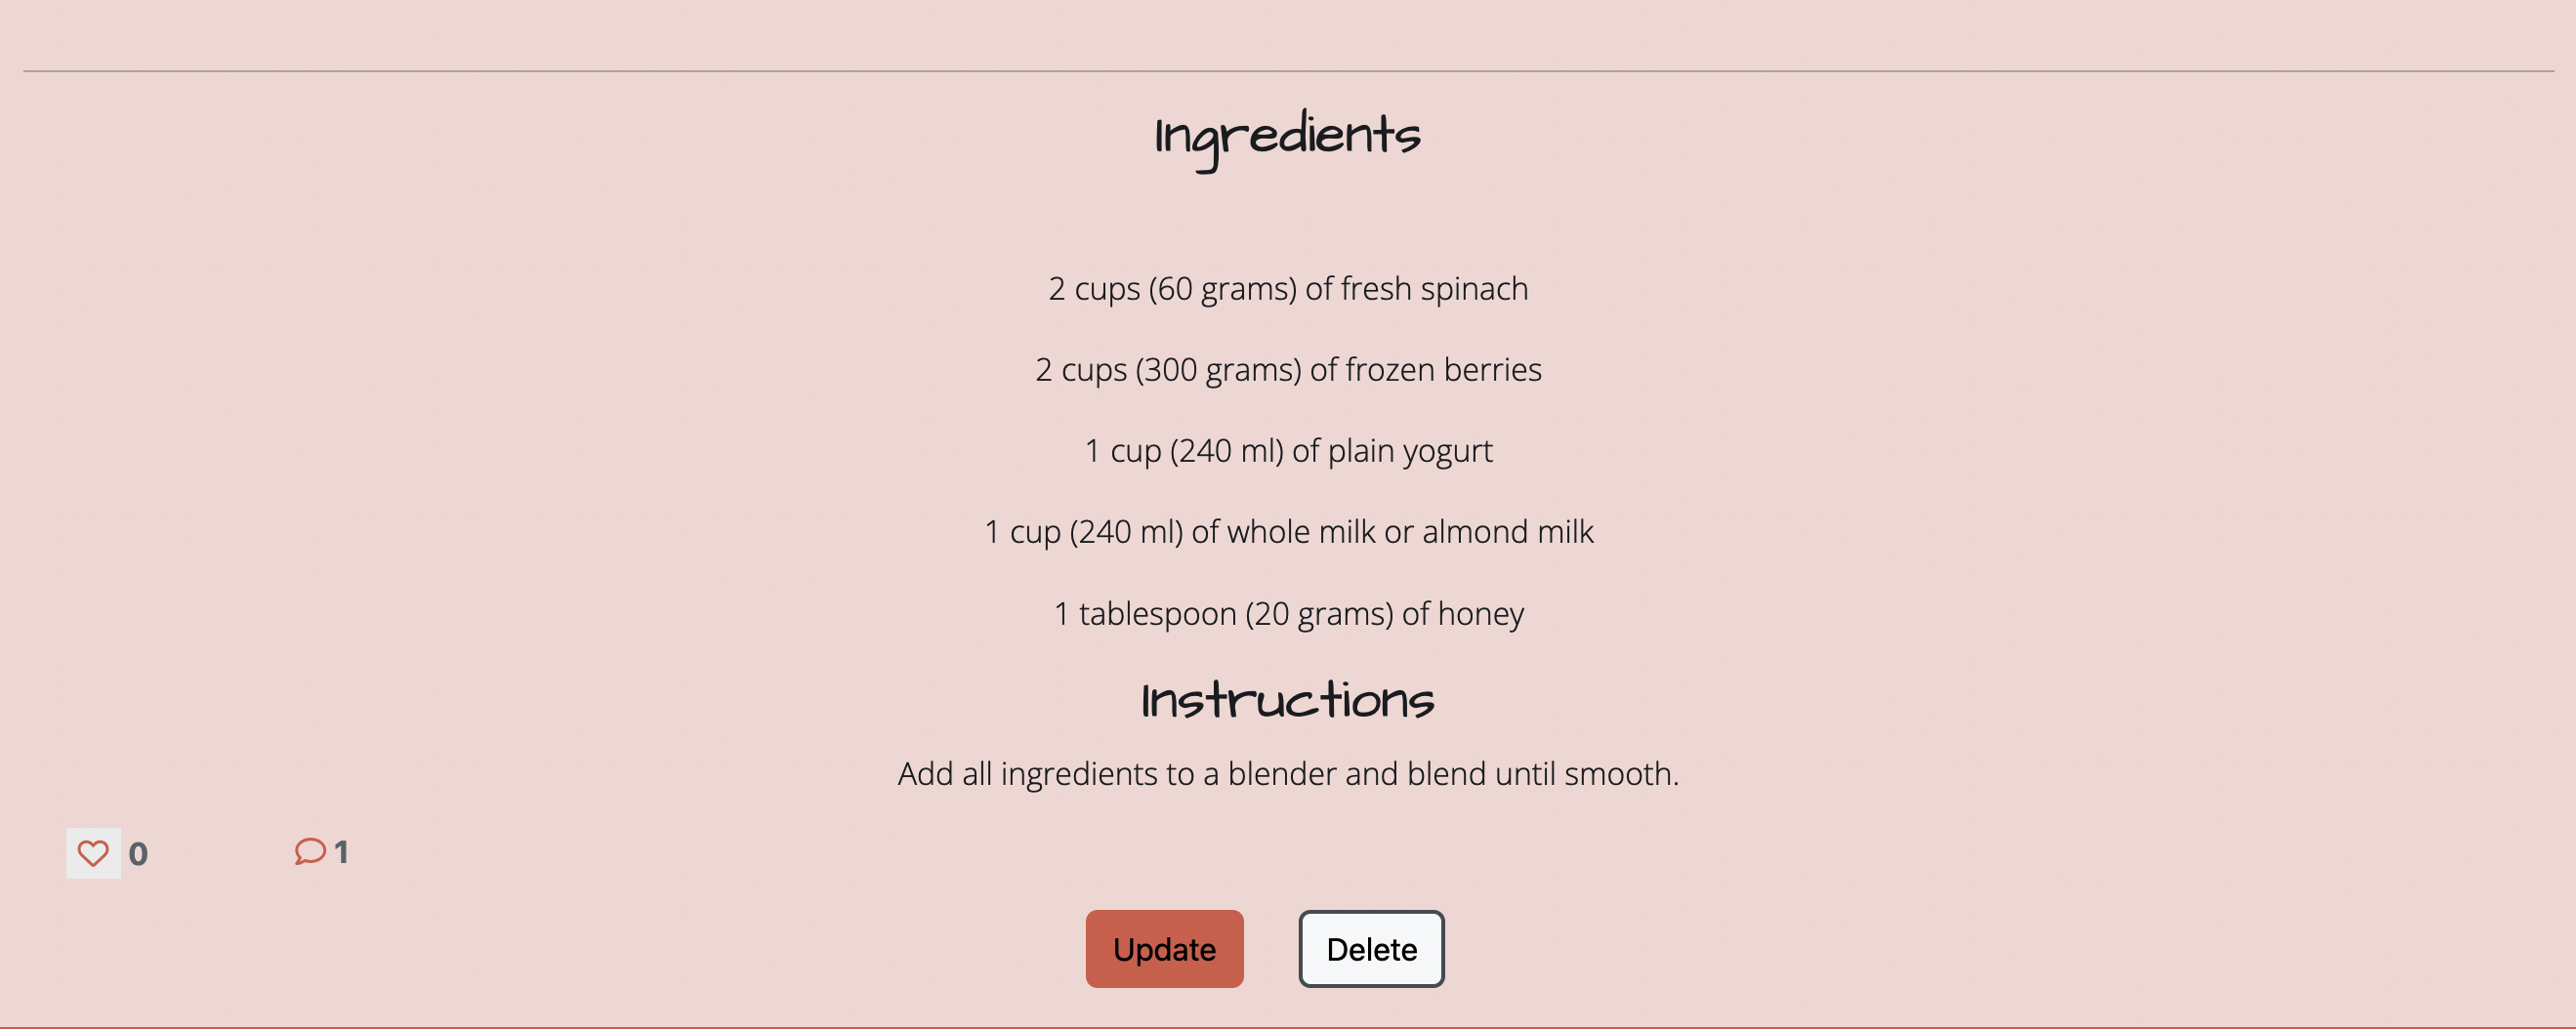 Ingredients
2 cups (60 grams) of fresh spinach
2 cups (300 grams) of frozen berries
1 cup (240 ml) of plain yogurt
1 cup (240 ml) of whole milk or almond milk
1 tablespoon (20 grams) of honey
Instructions
Add all ingredients to a blender and blend until smooth.
0 1
Update Delete